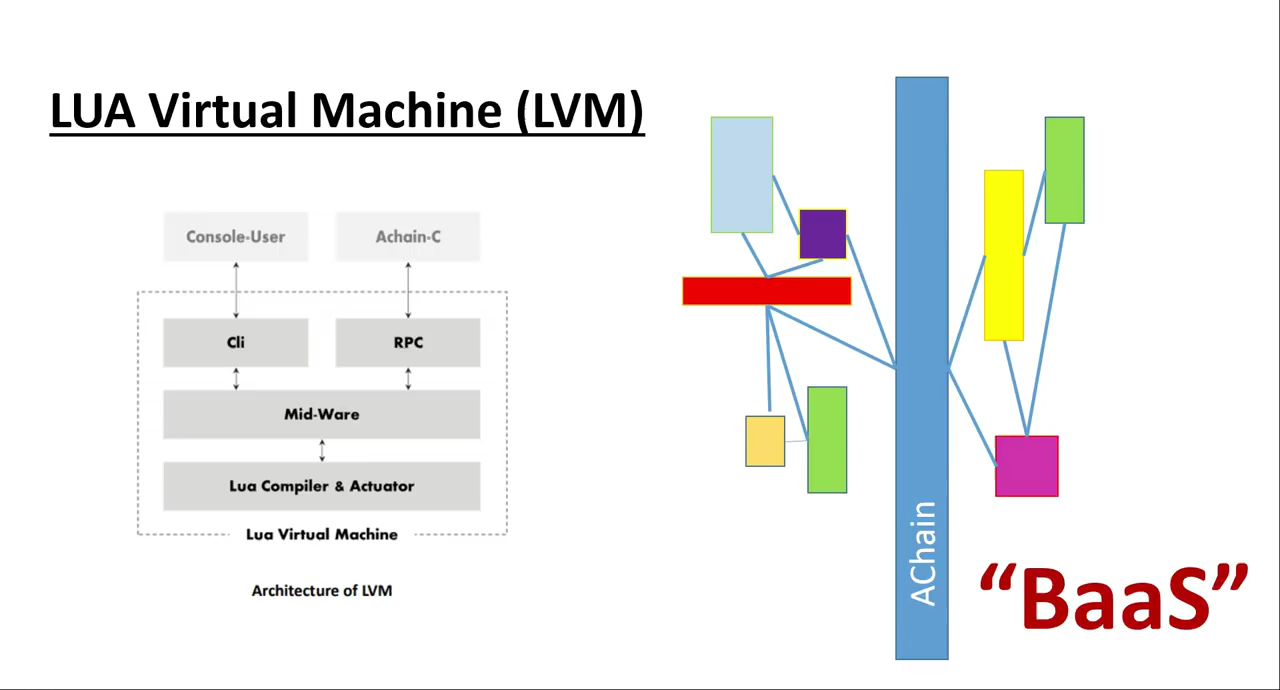 LUA Virtual Machine (LVM)
Console-User
Achain-C
Cli
RPC
Mid-Ware
Lua Compiler & Actuator
Lua Virtual Machine
Architecture of LVM
AChain
“BaaS”